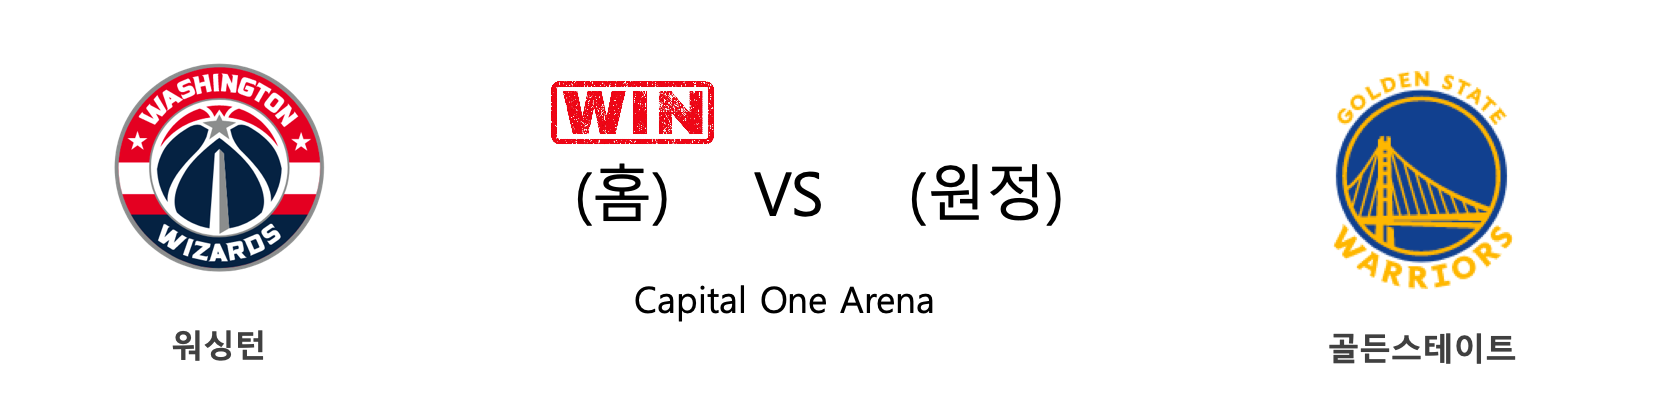 WASHINGTON
WIZARDS
워싱턴
WIN
(홈) VS (원정)
Capital One Arena
GOLDEN STATE
WARRIORS
골든스테이트